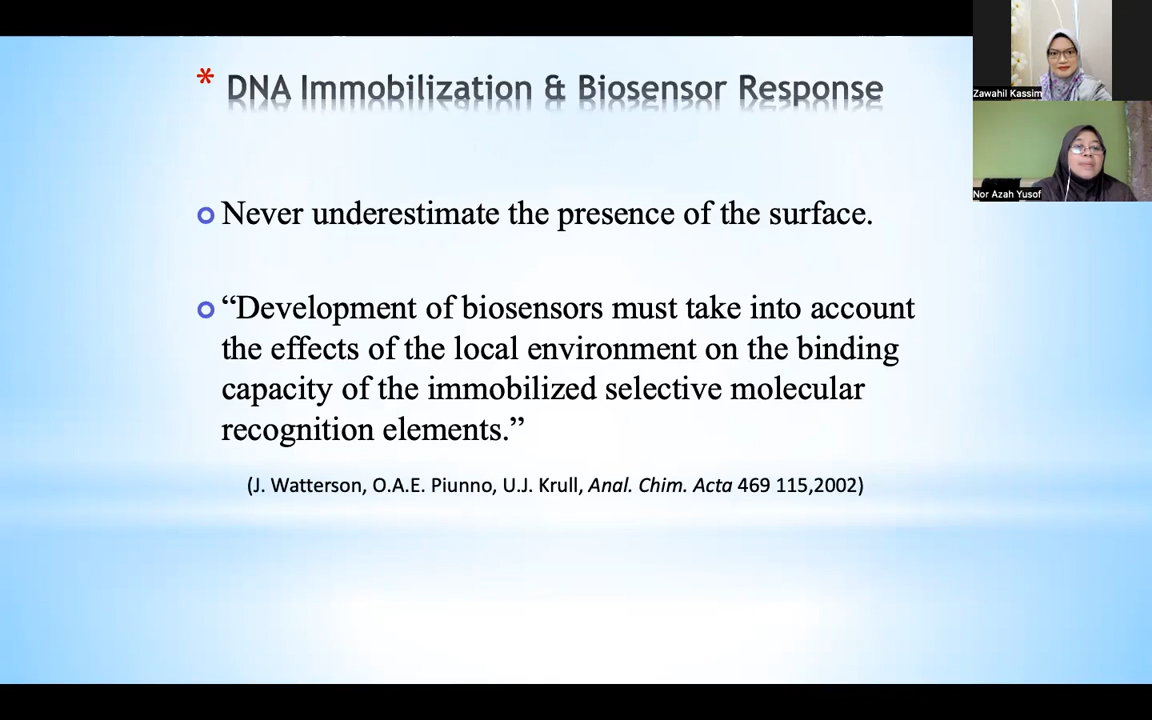 * DNA Immobilization & Biosensor Response
Never underestimate the presence of the surface.
“Development of biosensors must take into account
the effects of the local environment on the binding
capacity of the immobilized selective molecular
recognition elements.”
(J. Watterson, O.A.E. Piunno, U.J. Krull, Anal. Chim. Acta 469 115,2002)
Zawahil Kassim
Nor Azah Yusof